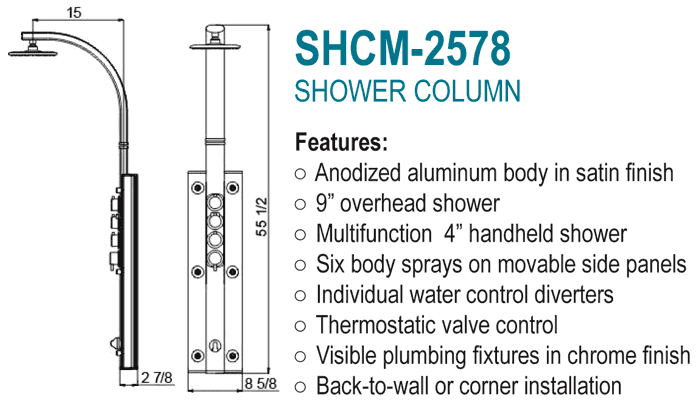 15
55 1/2
2 7/8
8 5/8
SHCM-2578
SHOWER COLUMN
Features:
○ Anodized aluminum body in satin finish
○ 9” overhead shower
○ Multifunction 4” handheld shower
○ Six body sprays on movable side panels
○ Individual water control diverters
○ Thermostatic valve control
○ Visible plumbing fixtures in chrome finish
○ Back-to-wall or corner installation